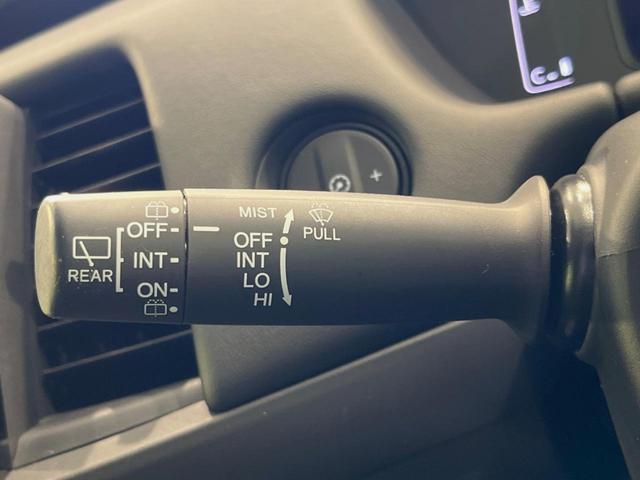 REAR
OFF
INT
ON
MIST
OFF
INT
LO
HI
PULL
+
C